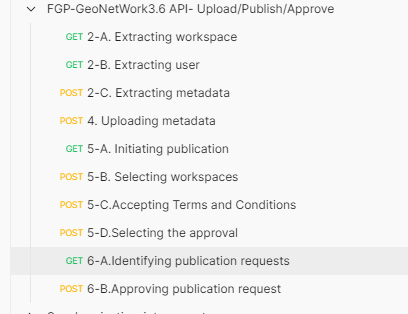 FGP-GeoNetWork3.6 API- Upload/Publish/Approve
GET 2-A. Extracting workspace
GET 2-B. Extracting user
POST 2-C. Extracting metadata
POST 4. Uploading metadata
GET 5-A. Initiating publication
POST 5-B. Selecting workspaces
POST 5-C.Accepting Terms and Conditions
POST 5-D.Selecting the approval
GET 6-A.Identifying publication requests
POST 6-B.Approving publication request